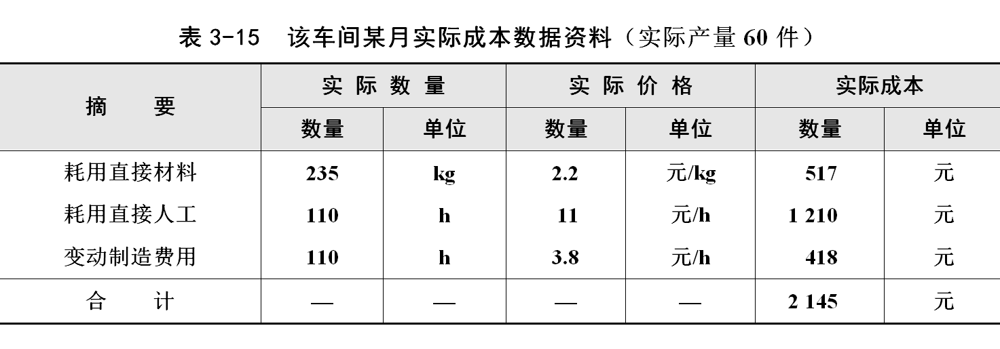 表 3-15 该车间某月实际成本数据资料（实际产量 60 件）
摘 要 实 际 数 量 实 际 价 格 实际成本
数量 单位 数量 单位 数量 单位
耗用直接材料 235 kg 2.2 元/kg 517 元
耗用直接人工 110 h 11 元/h 1 210 元
变动制造费用 110 h 3.8 元/h 418 元
合 计 — — — — 2 145 元